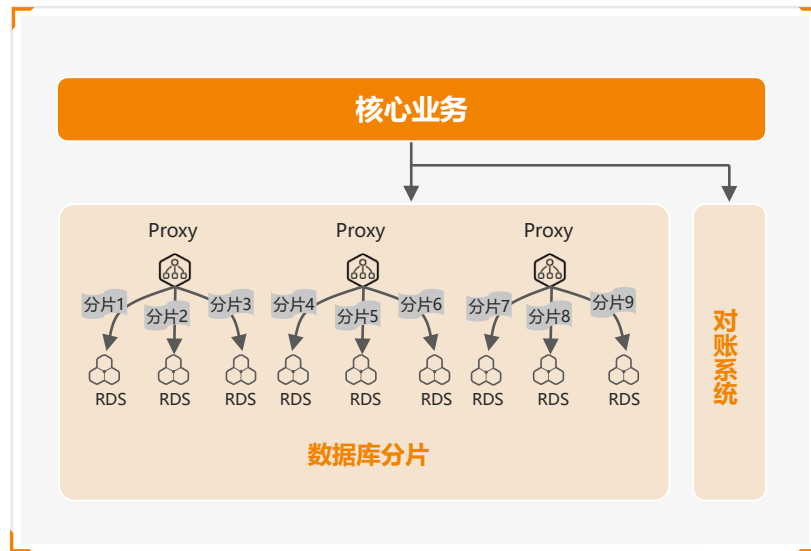 核心业务
Proxy Proxy Proxy
分片1 分片2 分片3 分片4 分片5 分片6 分片7 分片8 分片9
RDS RDS RDS RDS RDS RDS RDS RDS RDS
数据库分片
对账系统